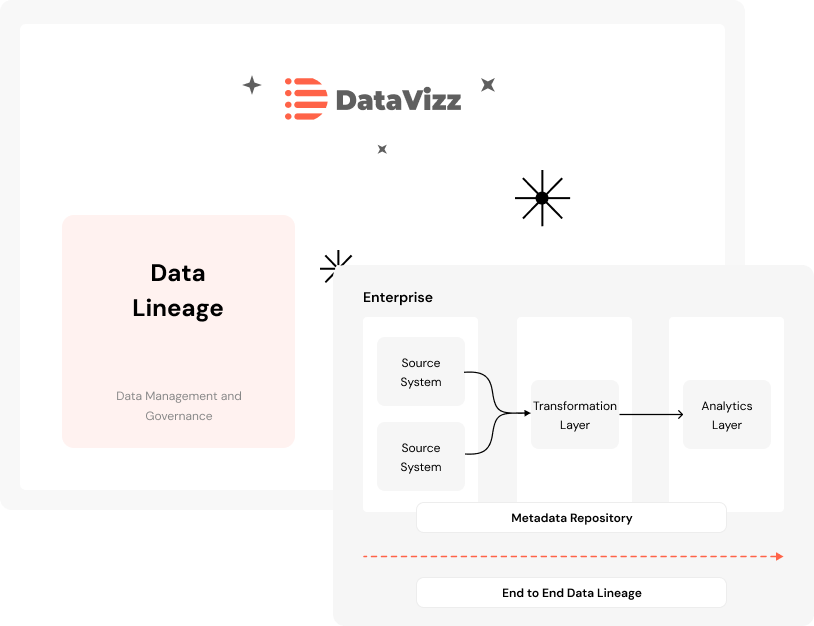 DataVizz
Data
Lineage
Data Management and
Governance
Enterprise
Source
System
Source
System
Transformation
Layer
Analytics
Layer
Metadata Repository
End to End Data Lineage